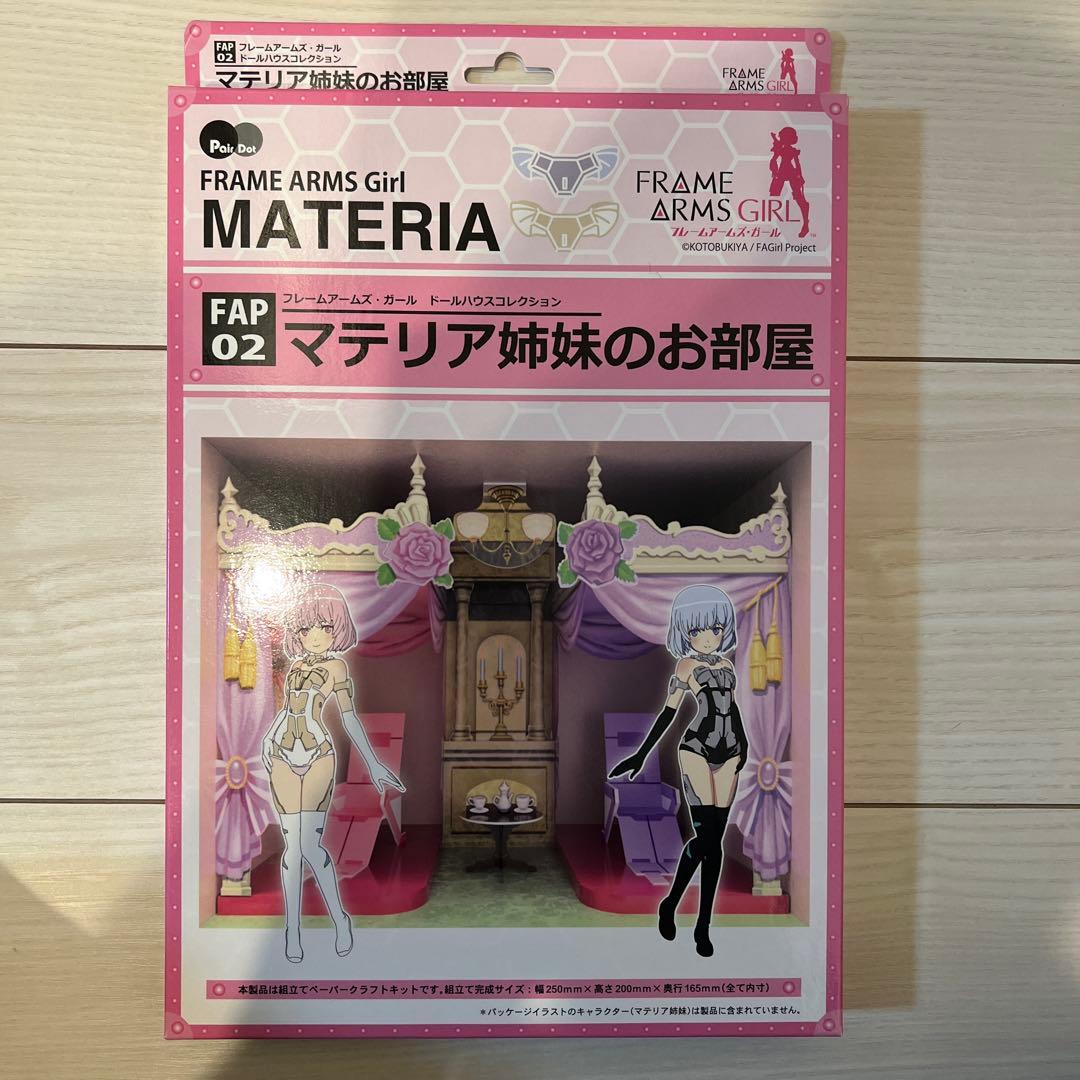 FAP
02
フレームアームズ・ガール
ドールハウスコレクション
マテリア姉妹のお部屋
FRAME
ARMS GIRL
Pair Dot
FRAME ARMS Girl
MATERIA
FRAME
ARMS GIRL
フレームアームズ・ガール
TM
©KOTOBUKIYA / FAGirl Project
FAP
02
フレームアームズ・ガール ドールハウスコレクション
マテリア姉妹のお部屋
本製品は組立てペーパークラフトキットです。組立て完成サイズ：幅250mm×高さ200mm×奥行165mm(全て内寸)
＊パッケージイラストのキャラクター(マテリア姉妹)は製品に含まれていません。